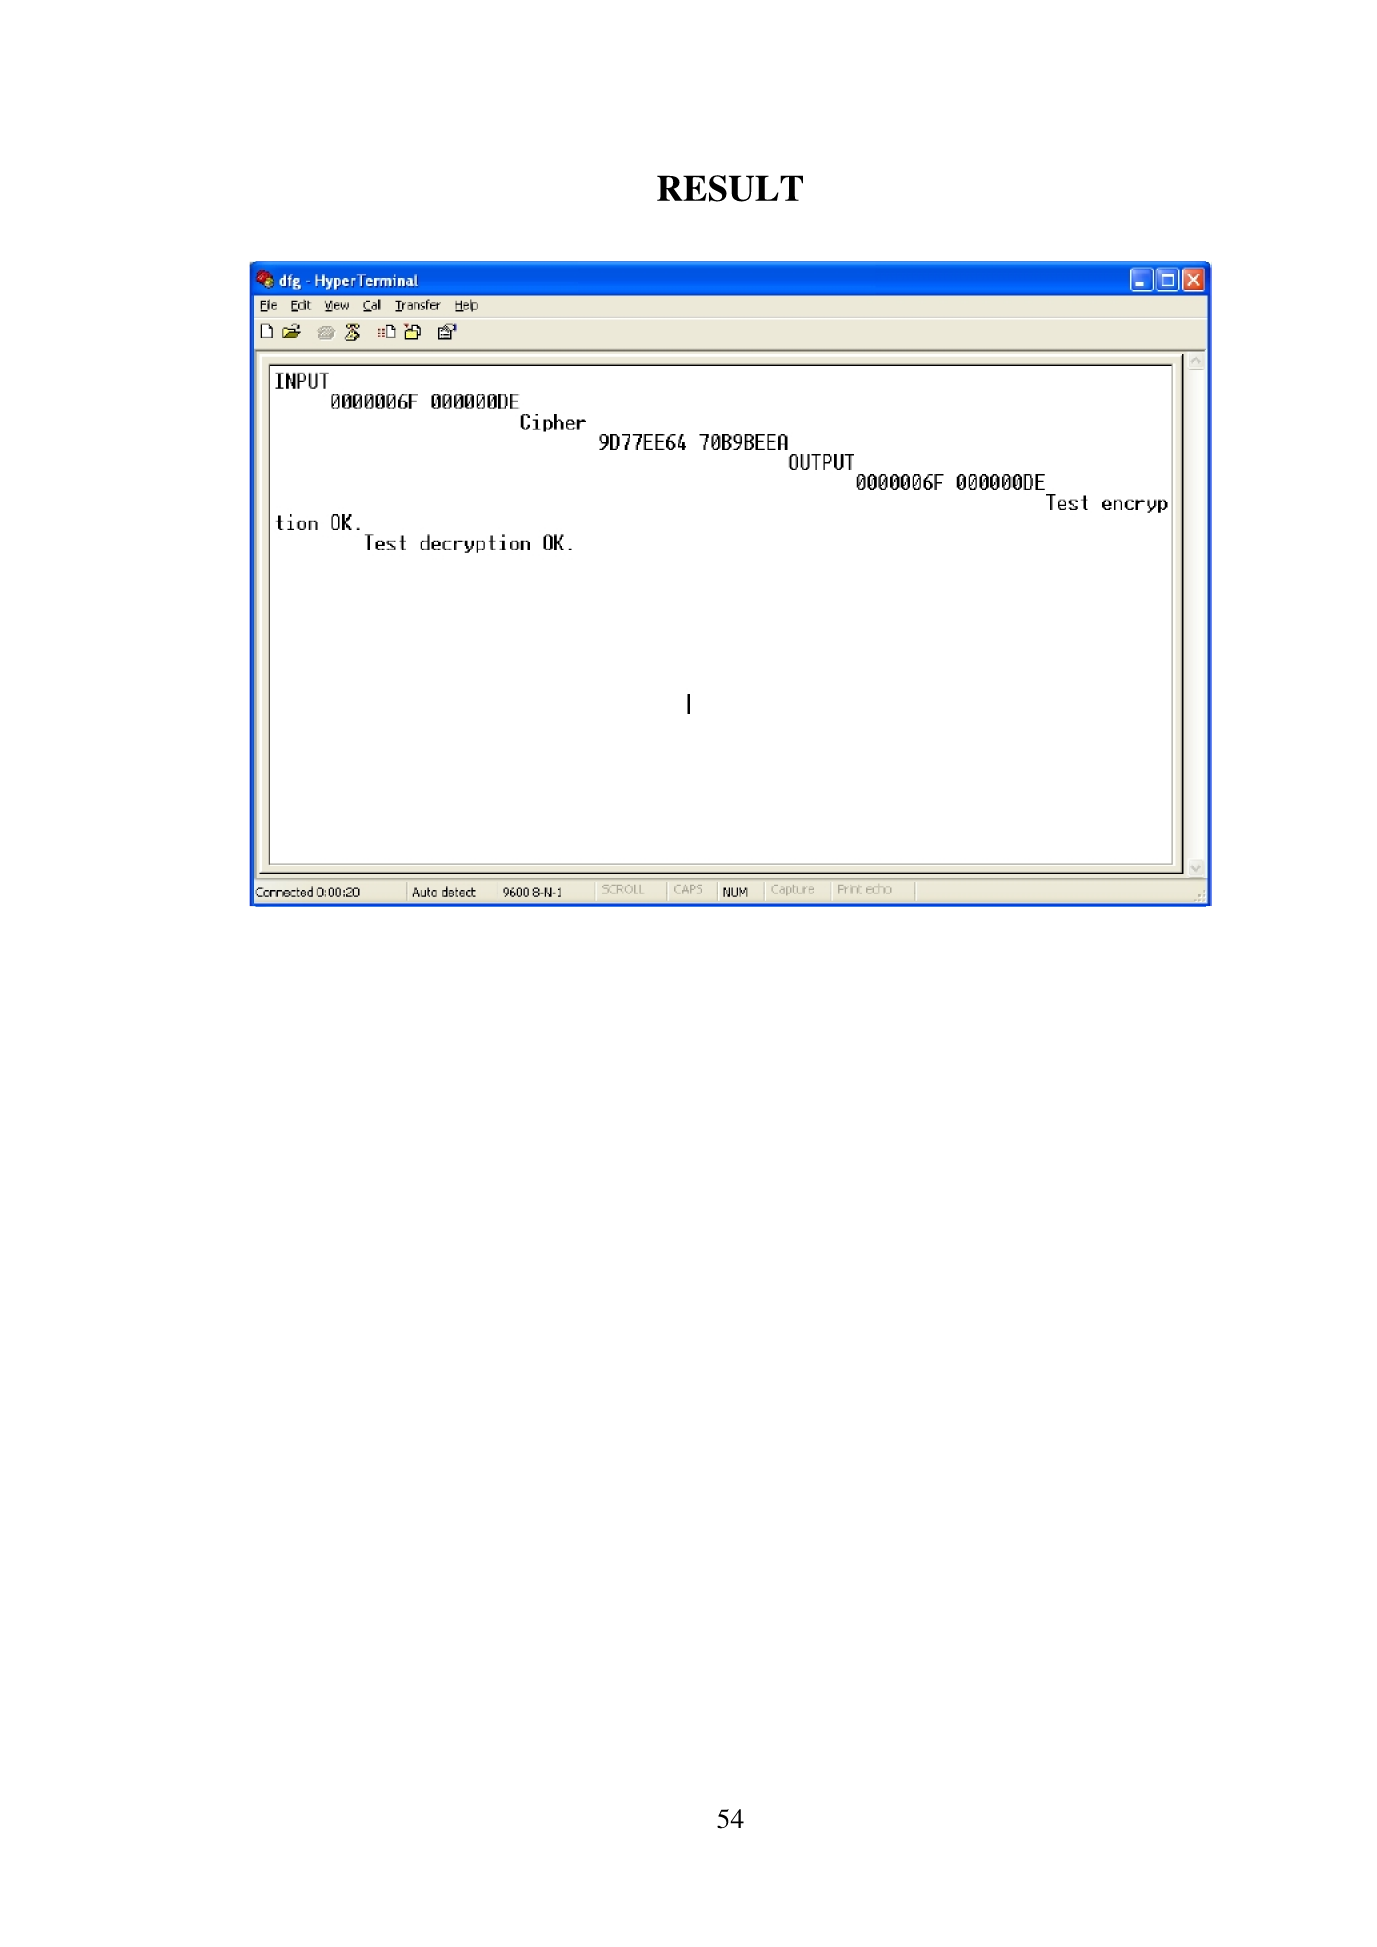 RESULT
dfg - HyperTerminal
File Edit View Call Transfer Help
INPUT
0000006F 000000DE
Cipher
9D77EE64 70B9BEEA
OUTPUT
0000006F 000000DE
Test encryp
tion OK.
Test decryption OK.
Connected 0:00:20 Auto detect 9600 8-N-1 SCROLL CAPS NUM Capture Print echo
54